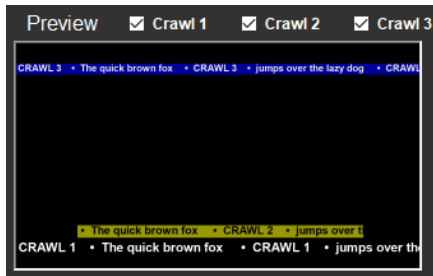 Preview Crawl 1 Crawl 2 Crawl 3
CRAWL 3 • The quick brown fox • CRAWL 3 • jumps over the lazy dog • CRAWL
• The quick brown fox • CRAWL 2 • jumps over t
CRAWL 1 • The quick brown fox • CRAWL 1 • jumps over the